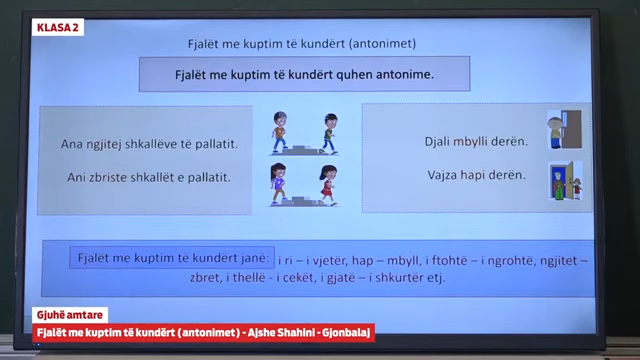 KLASA 2
Fjalët me kuptim të kundërt (antonimet)
Fjalët me kuptim të kundërt quhen antonime.
Ana ngjitej shkallëve të pallatit.
Ani zbriste shkallët e pallatit.
Djali mbylli derën.
Vajza hapi derën.
Fjalët me kuptim të kundërt janë: i ri – i vjetër, hap – mbyll, i ftohtë – i ngrohtë, ngjitet –
zbret, i thellë - i cekët, i gjatë – i shkurtër etj.
Gjuhë amtare
Fjalët me kuptim të kundërt (antonimet) - Ajshe Shahini - Gjonbalaj